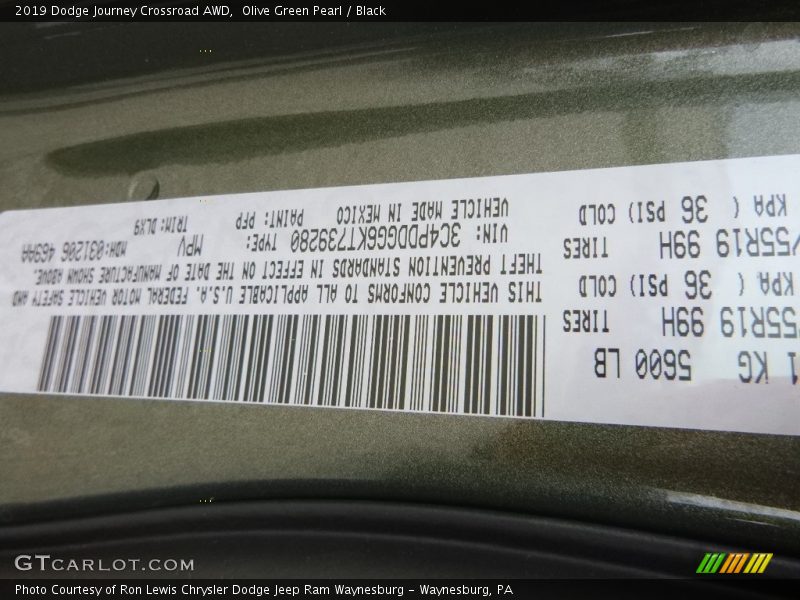 2019 Dodge Journey Crossroad AWD, Olive Green Pearl / Black
1 KG 5600 LB
55R19 99H TIRES
KPA ( 36 PSI) COLD
/55R19 99H TIRES
KPA ( 36 PSI) COLD
THIS VEHICLE CONFORMS TO ALL APPLICABLE U.S.A. FEDERAL MOTOR VEHICLE SAFETY AND
THEFT PREVENTION STANDARDS IN EFFECT ON THE DATE OF MANUFACTURE SHOWN ABOVE.
VIN: 3C4PDDGG6KT739280 TYPE: MPV MDH:031206 469AA
VEHICLE MADE IN MEXICO PAINT: PFP TRIM: DLX9
GTCARLOT.COM
Photo Courtesy of Ron Lewis Chrysler Dodge Jeep Ram Waynesburg - Waynesburg, PA